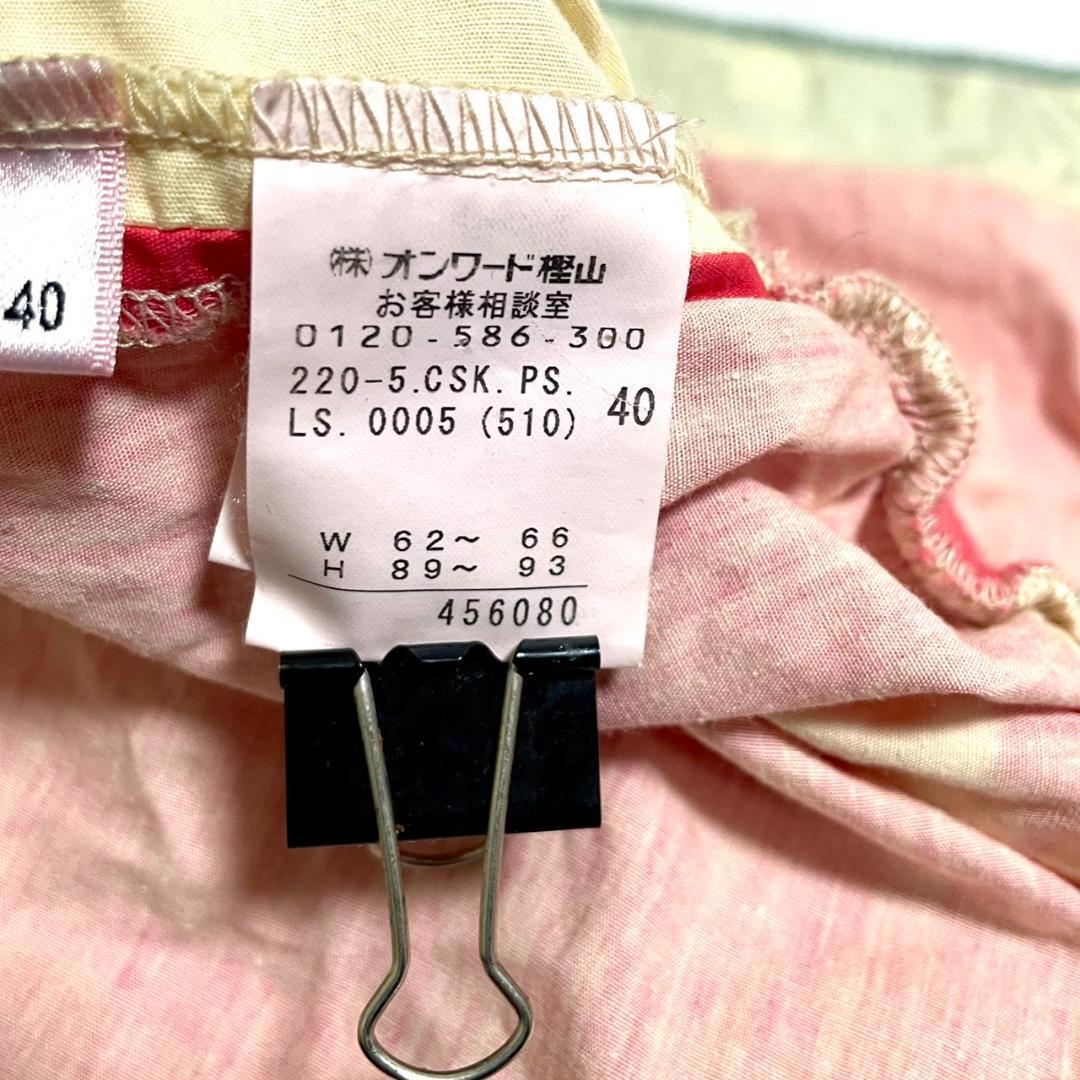 40
㈱オンワード樫山
お客様相談室
0120-586-300
220-5.CSK.PS.
LS.0005 (510) 40
W 62〜 66
H 89〜 93
456080